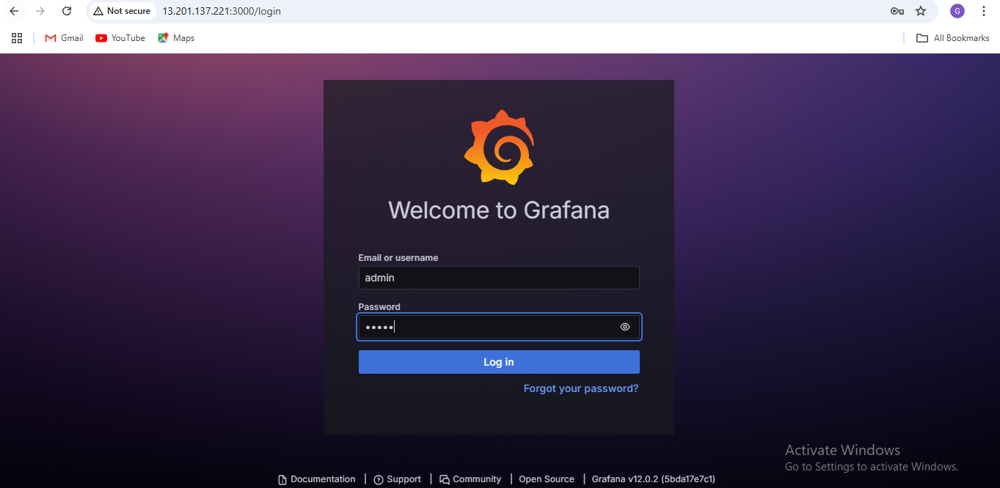 Not secure 13.201.137.221:3000/login G
Gmail YouTube Maps All Bookmarks
Welcome to Grafana
Email or username
admin
Password
•••••
Log in
Forgot your password?
Activate Windows
Go to Settings to activate Windows.
Documentation | Support | Community | Open Source | Grafana v12.0.2 (5bda17e7c1)